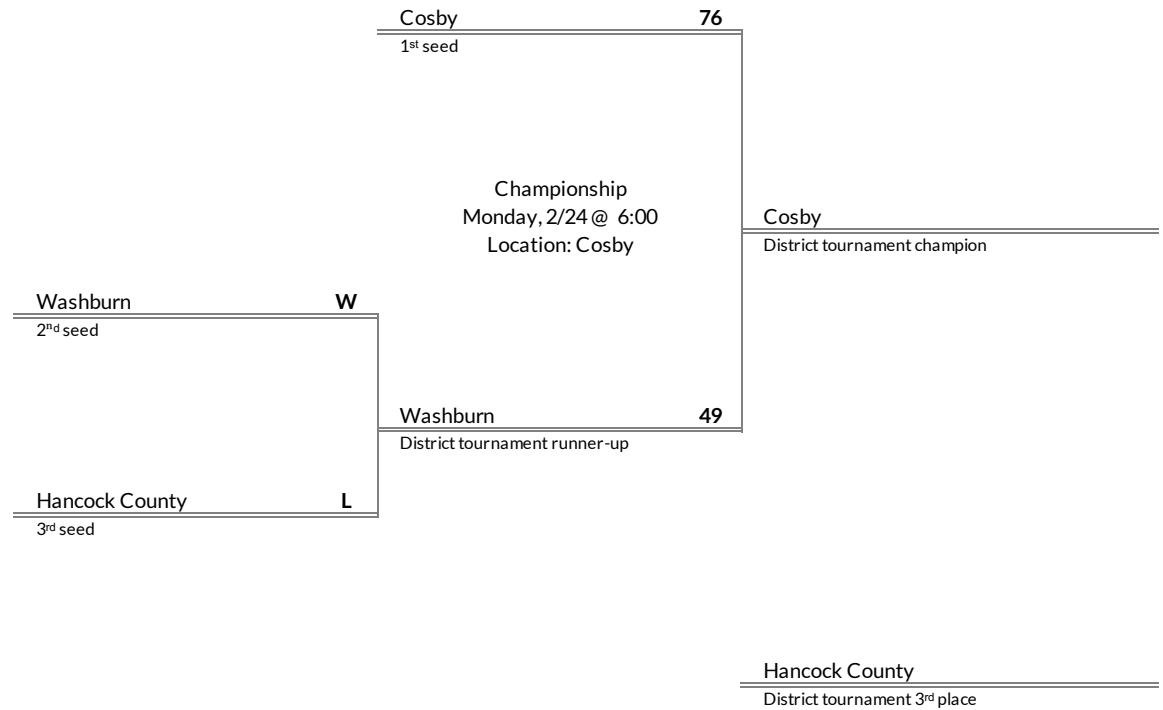 Cosby 76
1st seed
Championship
Monday, 2/24 @ 6:00
Location: Cosby
Cosby
District tournament champion
Washburn W
2nd seed
Washburn 49
District tournament runner-up
Hancock County L
3rd seed
Hancock County
District tournament 3rd place